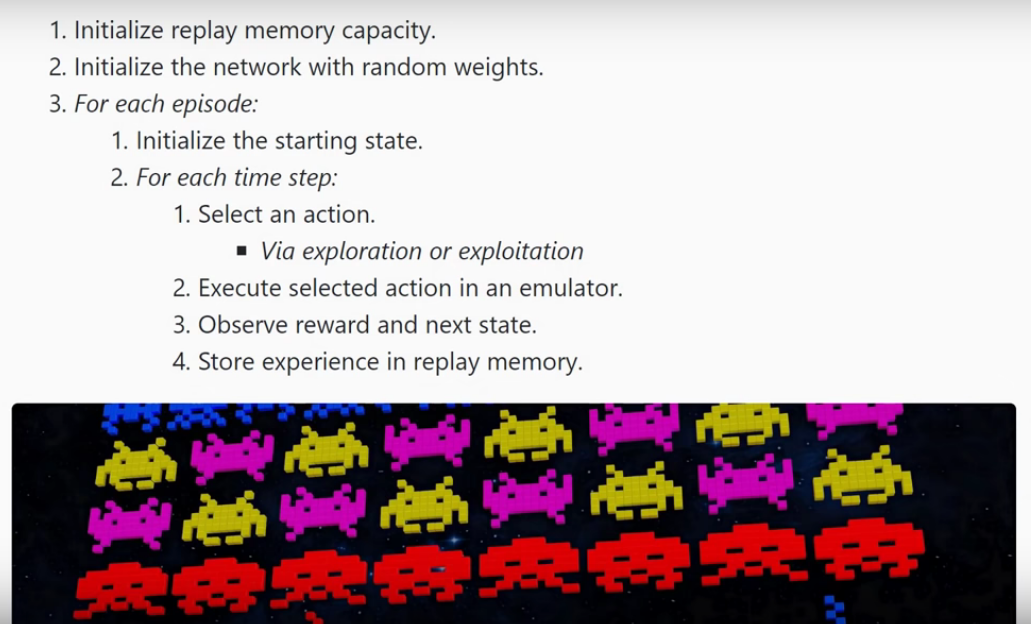 1. Initialize replay memory capacity.
2. Initialize the network with random weights.
3. For each episode:
1. Initialize the starting state.
2. For each time step:
1. Select an action.
▪ Via exploration or exploitation
2. Execute selected action in an emulator.
3. Observe reward and next state.
4. Store experience in replay memory.